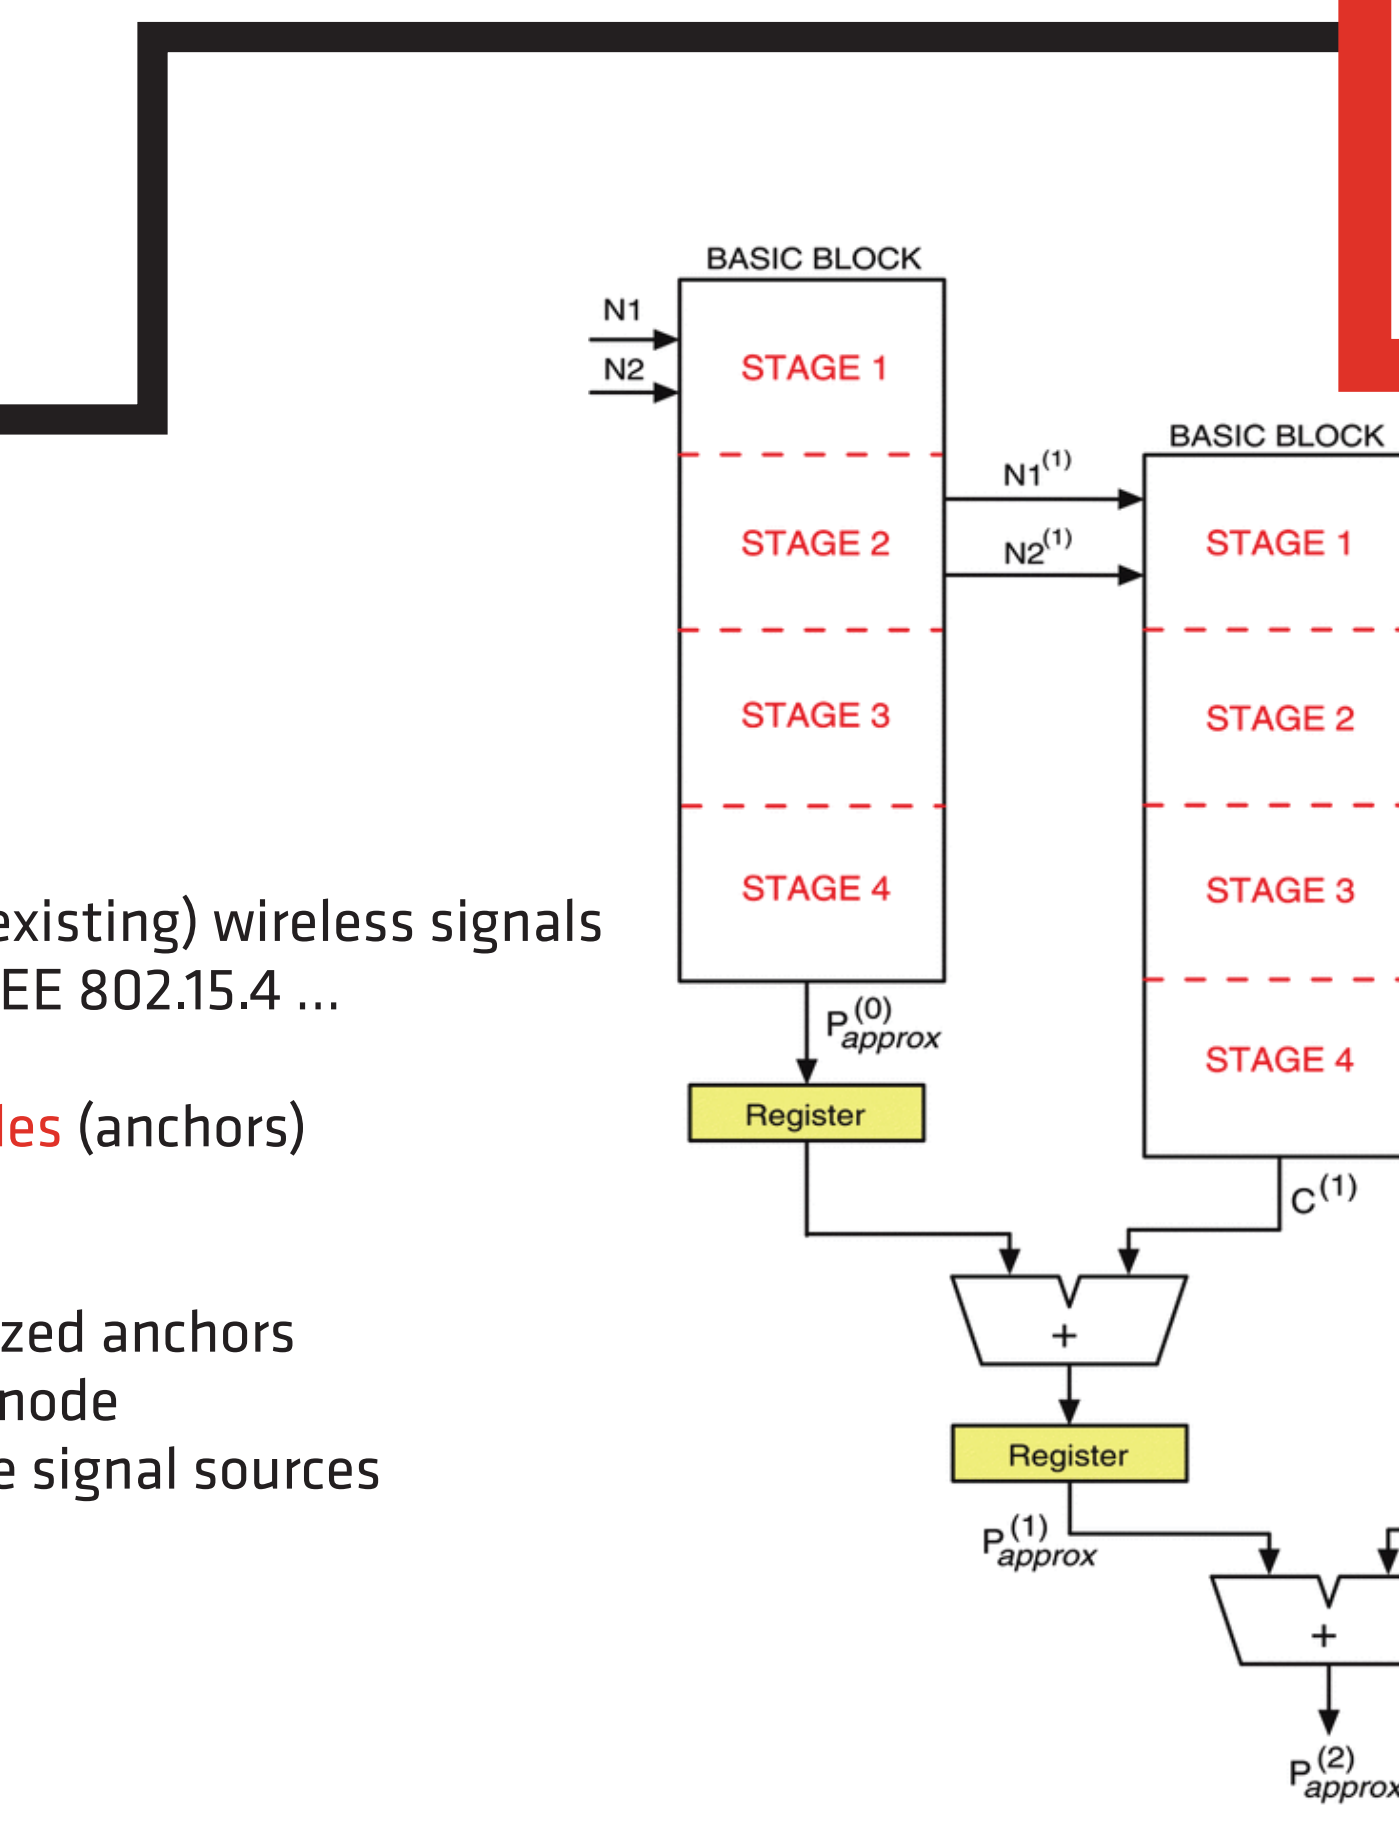 BASIC BLOCK
N1
N2
STAGE 1
STAGE 2
STAGE 3
STAGE 4
N1(1)
N2(1)
BASIC BLOCK
STAGE 1
STAGE 2
STAGE 3
STAGE 4
existing) wireless signals
EE 802.15.4 ...
les (anchors)
zed anchors
node
e signal sources
P(0)approx
Register
C(1)
+
Register
P(1)approx
+
P(2)approx